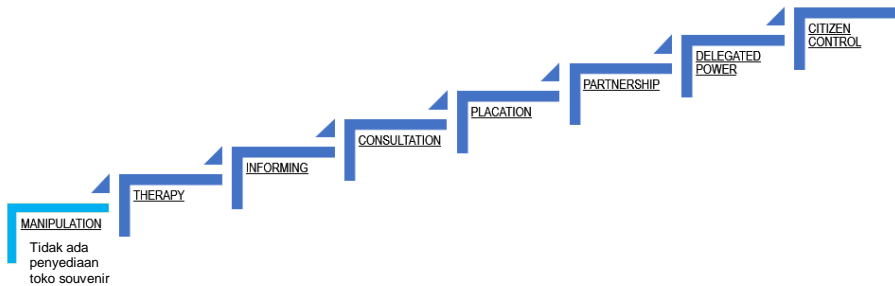 MANIPULATION
Tidak ada
penyediaan
toko souvenir
THERAPY
INFORMING
CONSULTATION
PLACATION
PARTNERSHIP
DELEGATED
POWER
CITIZEN
CONTROL